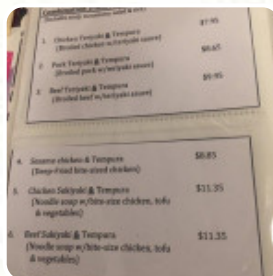 $7.95
1. Chicken Teriyaki & Tempura
(Broiled chicken w/teriyaki sauce)
$8.65
2. Pork Teriyaki & Tempura
(Broiled pork w/teriyaki sauce)
$9.95
3. Beef Teriyaki & Tempura
(Broiled beef w/teriyaki sauce)
4. Sesame chicken & Tempura $8.85
(Deep-fried bite-sized chicken)
5. Chicken Sukiyaki & Tempura $11.35
(Noodle soup w/bite-size chicken, tofu
& vegetables)
6. Beef Sukiyaki & Tempura $11.35
(Noodle soup w/bite-size chicken, tofu
& vegetables)